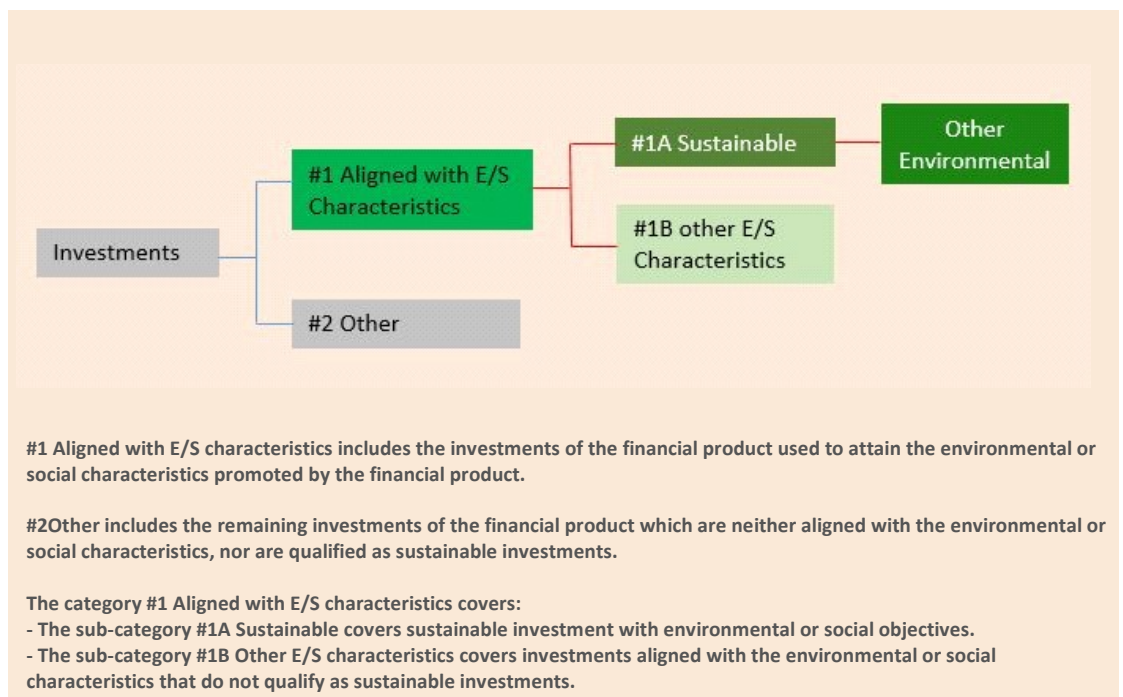 Other
Environmental
#1A Sustainable
#1 Aligned with E/S
Characteristics
#1B other E/S
Characteristics
Investments
#2 Other
#1 Aligned with E/S characteristics includes the investments of the financial product used to attain the environmental or
social characteristics promoted by the financial product.
#2Other includes the remaining investments of the financial product which are neither aligned with the environmental or
social characteristics, nor are qualified as sustainable investments.
The category #1 Aligned with E/S characteristics covers:
- The sub-category #1A Sustainable covers sustainable investment with environmental or social objectives.
- The sub-category #1B Other E/S characteristics covers investments aligned with the environmental or social
characteristics that do not qualify as sustainable investments.